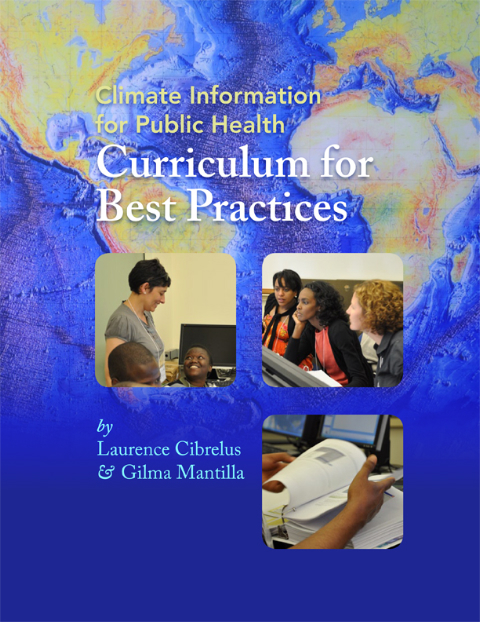 Climate Information
for Public Health
Curriculum for
Best Practices
by
Laurence Cibrelus
& Gilma Mantilla